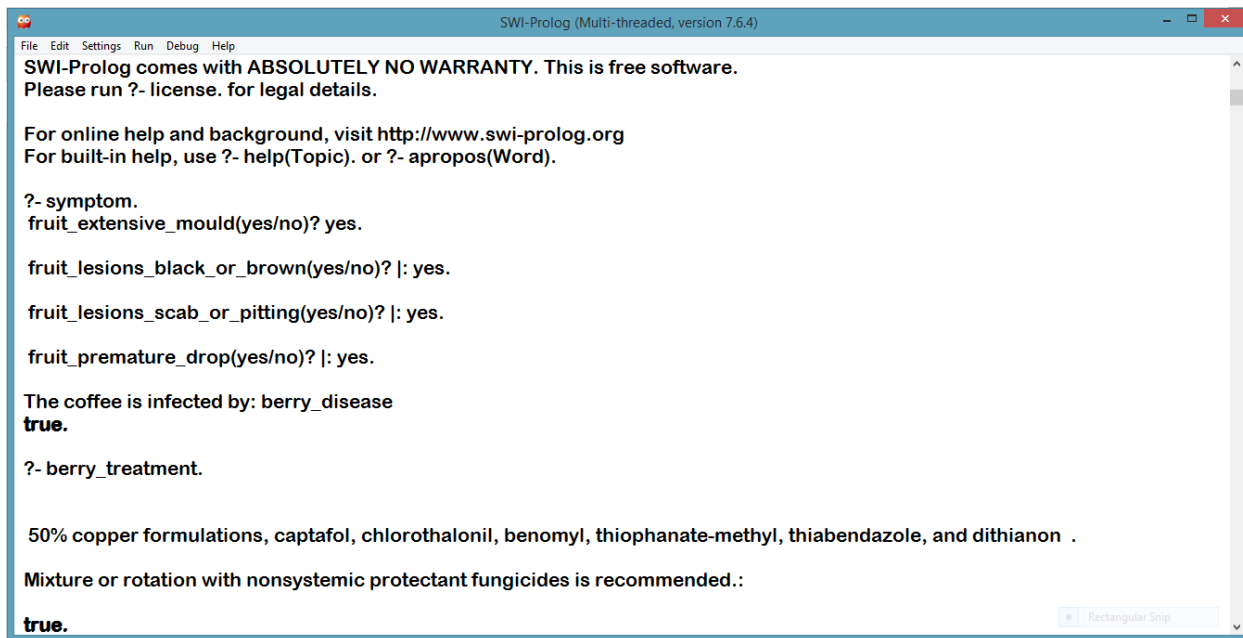 SWI-Prolog (Multi-threaded, version 7.6.4)
File Edit Settings Run Debug Help
SWI-Prolog comes with ABSOLUTELY NO WARRANTY. This is free software.
Please run ?- license. for legal details.
For online help and background, visit http://www.swi-prolog.org
For built-in help, use ?- help(Topic). or ?- apropos(Word).
?- symptom.
fruit_extensive_mould(yes/no)? yes.
fruit_lesions_black_or_brown(yes/no)? |: yes.
fruit_lesions_scab_or_pitting(yes/no)? |: yes.
fruit_premature_drop(yes/no)? |: yes.
The coffee is infected by: berry_disease
true.
?- berry_treatment.
50% copper formulations, captafol, chlorothalonil, benomyl, thiophanate-methyl, thiabendazole, and dithianon .
Mixture or rotation with nonsystemic protectant fungicides is recommended.:
true.
Rectangular Snip